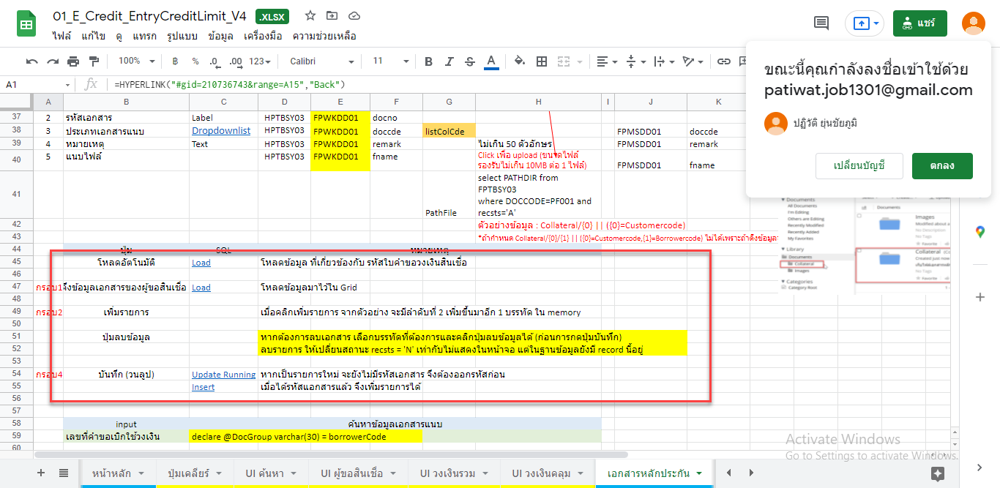 01_E_Credit_EntryCreditLimit_V4 .XLSX
ไฟล์ แก้ไข ดู แทรก รูปแบบ ข้อมูล เครื่องมือ ความช่วยเหลือ
แชร์
100% ฿ % .0 .00 123 Calibri 11 B I S A
ขณะนี้คุณกำลังลงชื่อเข้าใช้ด้วย
patiwat.job1301@gmail.com
ปฏิวัติ ยุ่นชัยภูมิ
เปลี่ยนบัญชี ตกลง
A1 fx =HYPERLINK("#gid=210736743&range=A15","Back")
A B C D E F G H I J K
37 2 รหัสเอกสาร Label HPTBSY03 FPWKDD01 docno
38 3 ประเภทเอกสารแนบ Dropdownlist HPTBSY03 FPWKDD01 doccde listColCde FPMSDD01 doccde
39 4 หมายเหตุ Text HPTBSY03 FPWKDD01 remark ไม่เกิน 50 ตัวอักษร FPMSDD01 remark
40 5 แนบไฟล์ HPTBSY03 FPWKDD01 fname Click เพื่อ upload (ขนาดไฟล์
รองรับไม่เกิน 10MB ต่อ 1 ไฟล์) FPMSDD01 fname
41 PathFile select PATHDIR from
FPTBSY03
where DOCCODE=PF001 and
recsts='A'
42 ตัวอย่างข้อมูล : Collateral/{0} || ({0}=Customercode)
43 *ถ้ากำหนด Collateral/{0}/{1} || ({0}=Customercode,{1}=Borrowercode) ไม่ได้เพราะถ้าดึงข้อมูล
44 ปุ่ม SQL หมายเหตุ
45 โหลดอัตโนมัติ Load โหลดข้อมูล ที่เกี่ยวข้องกับ รหัสใบคำขอวงเงินสินเชื่อ
46
47 กรอบ1 ดึงข้อมูลเอกสารของผู้ขอสินเชื่อ Load โหลดข้อมูลมาไว้ใน Grid
48
49 กรอบ2 เพิ่มรายการ เมื่อคลิกเพิ่มรายการ จากตัวอย่าง จะมีลำดับที่ 2 เพิ่มขึ้นมาอีก 1 บรรทัด ใน memory
50
51 ปุ่มลบข้อมูล หากต้องการลบเอกสาร เลือกบรรทัดที่ต้องการและคลิกปุ่มลบข้อมูลได้ (ก่อนการกดปุ่มบันทึก)
52 ลบรายการ ให้เปลี่ยนสถานะ recsts = 'N' เท่ากับไม่แสดงในหน้าจอ แต่ในฐานข้อมูลยังมี record นี้อยู่
53
54 กรอบ4 บันทึก (วนลูป) Update Running หากเป็นรายการใหม่ จะยังไม่มีรหัสเอกสาร จึงต้องออกรหัสก่อน
55 Insert เมื่อได้รหัสแอกสารแล้ว จึงเพิ่มรายการได้
56
57
58 input ค้นหาข้อมูลเอกสารแนบ
59 เลขที่คำขอเบิกใช้วงเงิน declare @DocGroup varchar(30) = borrowerCode
60
Documents
All Documents
I'm Editing
Others are Editing
Recently Modified
Recently Added
My Favorites
Library
Documents
Collateral
Images
Categories
Category Root
Documents
Images
Modified about a
No Description
No Tags
Favorite
Collateral
Created just now
No Tags
Favorite
Activate Windows
Go to Settings to activate Windows.
หน้าหลัก ปุ่มเคลียร์ UI ค้นหา UI ผู้ขอสินเชื่อ UI วงเงินรวม UI วงเงินคลุม เอกสารหลักประกัน